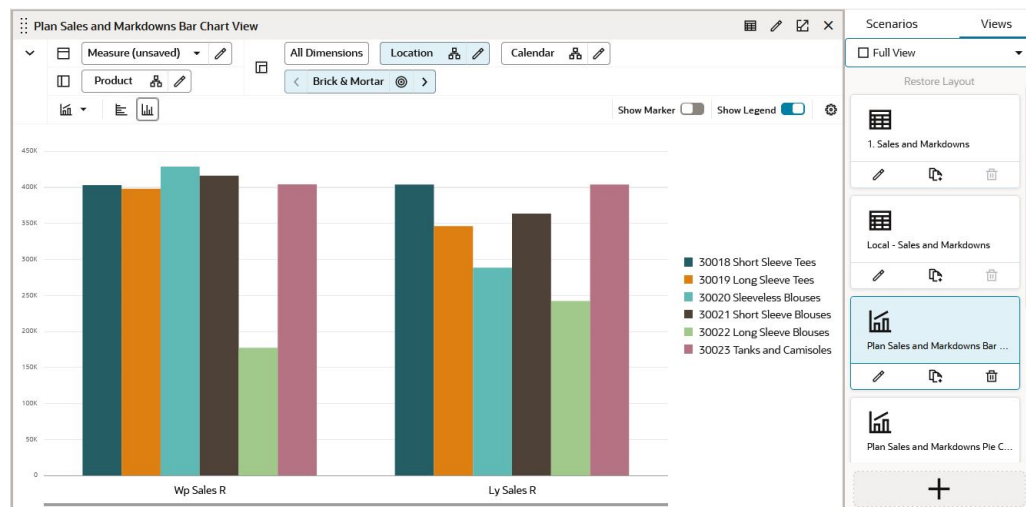 Plan Sales and Markdowns Bar Chart View
Measure (unsaved)
All Dimensions
Location
Calendar
Product
Brick & Mortar
Show Marker
Show Legend
450K
400K
350K
300K
250K
200K
150K
100K
50K
0
Wp Sales R
Ly Sales R
30018 Short Sleeve Tees
30019 Long Sleeve Tees
30020 Sleeveless Blouses
30021 Short Sleeve Blouses
30022 Long Sleeve Blouses
30023 Tanks and Camisoles
Scenarios
Views
Full View
Restore Layout
1. Sales and Markdowns
Local - Sales and Markdowns
Plan Sales and Markdowns Bar ...
Plan Sales and Markdowns Pie C...